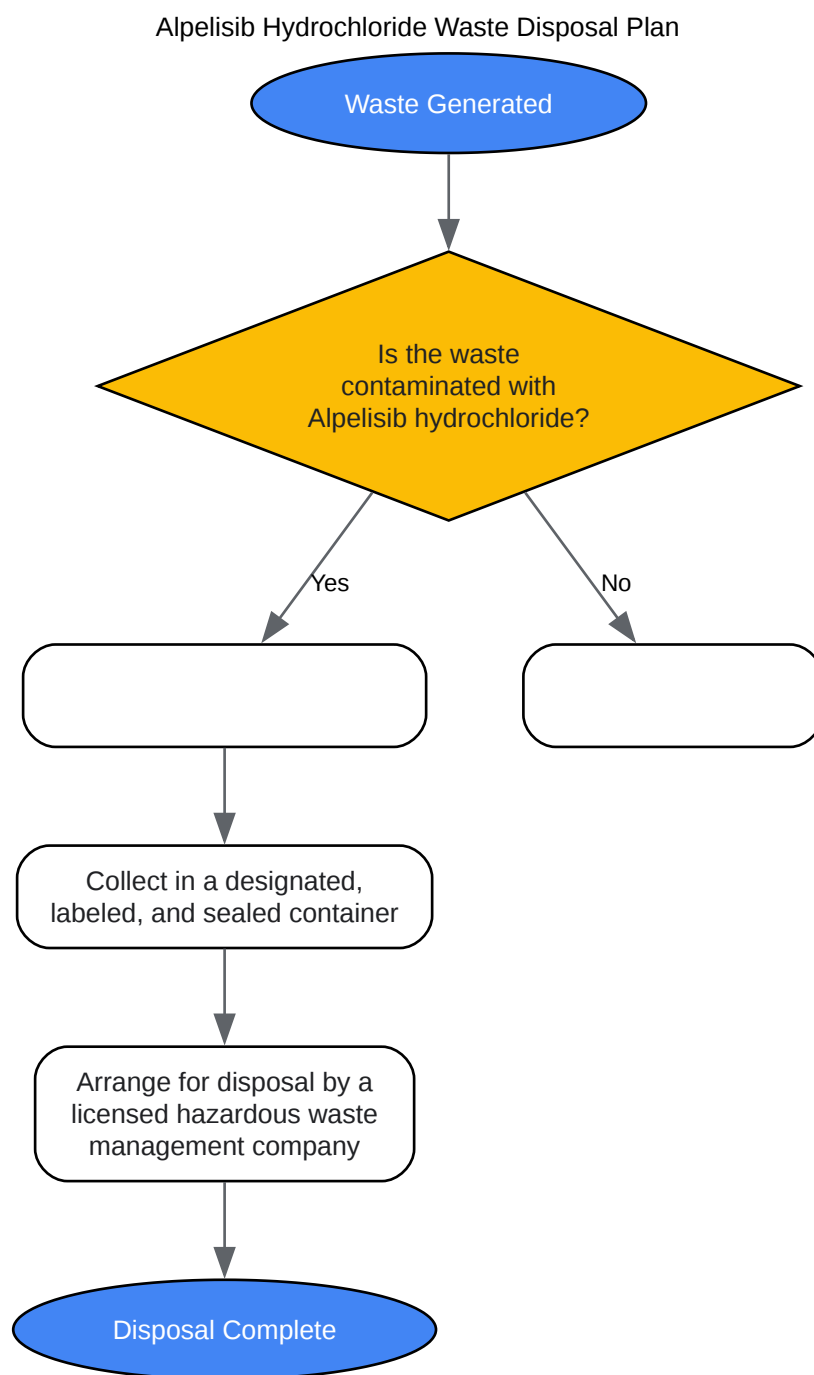 Alpelisib Hydrochloride Waste Disposal Plan
Waste Generated
Is the waste
contaminated with
Alpelisib hydrochloride?
Yes
No
Collect in a designated,
labeled, and sealed container
Arrange for disposal by a
licensed hazardous waste
management company
Disposal Complete